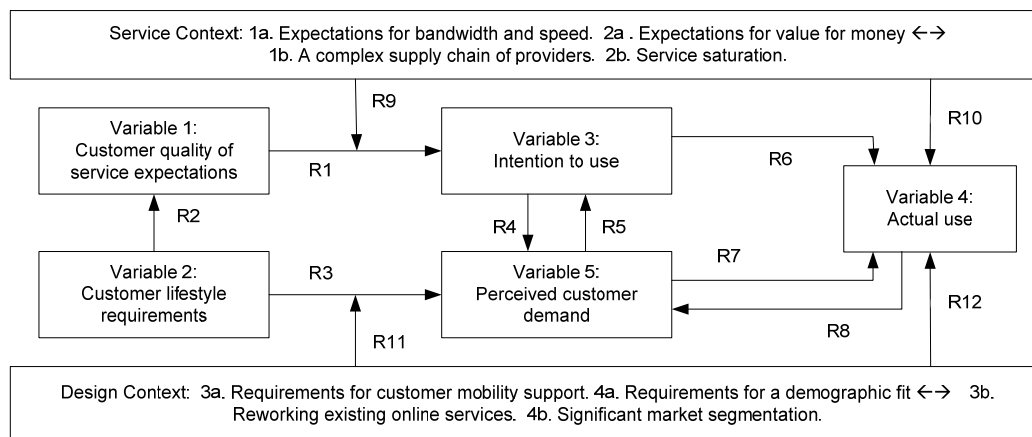 Service Context: 1a. Expectations for bandwidth and speed. 2a . Expectations for value for money ←→
1b. A complex supply chain of providers. 2b. Service saturation.
R9
R10
Variable 1:
Customer quality of
service expectations
R1
Variable 3:
Intention to use
R6
Variable 4:
Actual use
R2
R4
R5
Variable 2:
Customer lifestyle
requirements
R3
Variable 5:
Perceived customer
demand
R7
R8
R11
R12
Design Context: 3a. Requirements for customer mobility support. 4a. Requirements for a demographic fit ←→ 3b.
Reworking existing online services. 4b. Significant market segmentation.